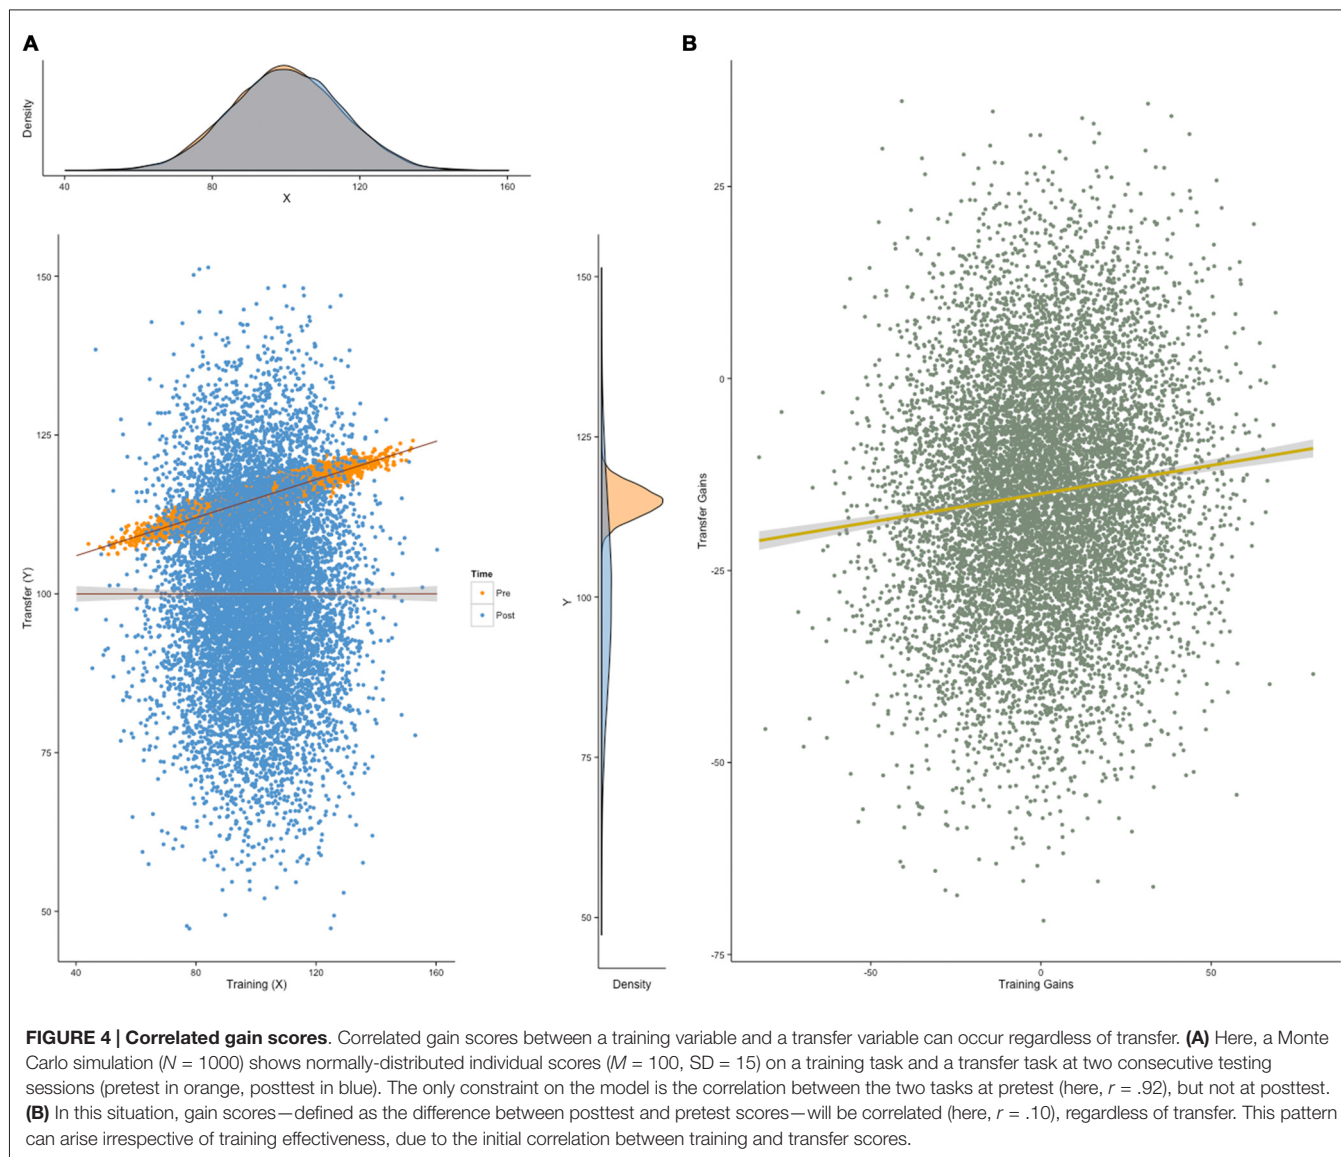 A
B
Density
40
80
120
160
X
150
125
100
75
50
Transfer (Y)
40
80
120
160
Training (X)
Time
Pre
Post
150
125
100
75
50
Y
Density
25
0
-25
-50
-75
Transfer Gains
-50
0
50
Training Gains
FIGURE 4 | Correlated gain scores. Correlated gain scores between a training variable and a transfer variable can occur regardless of transfer. (A) Here, a Monte
Carlo simulation (N = 1000) shows normally-distributed individual scores (M = 100, SD = 15) on a training task and a transfer task at two consecutive testing
sessions (pretest in orange, posttest in blue). The only constraint on the model is the correlation between the two tasks at pretest (here, r = .92), but not at posttest.
(B) In this situation, gain scores—defined as the difference between posttest and pretest scores—will be correlated (here, r = .10), regardless of transfer. This pattern
can arise irrespective of training effectiveness, due to the initial correlation between training and transfer scores.